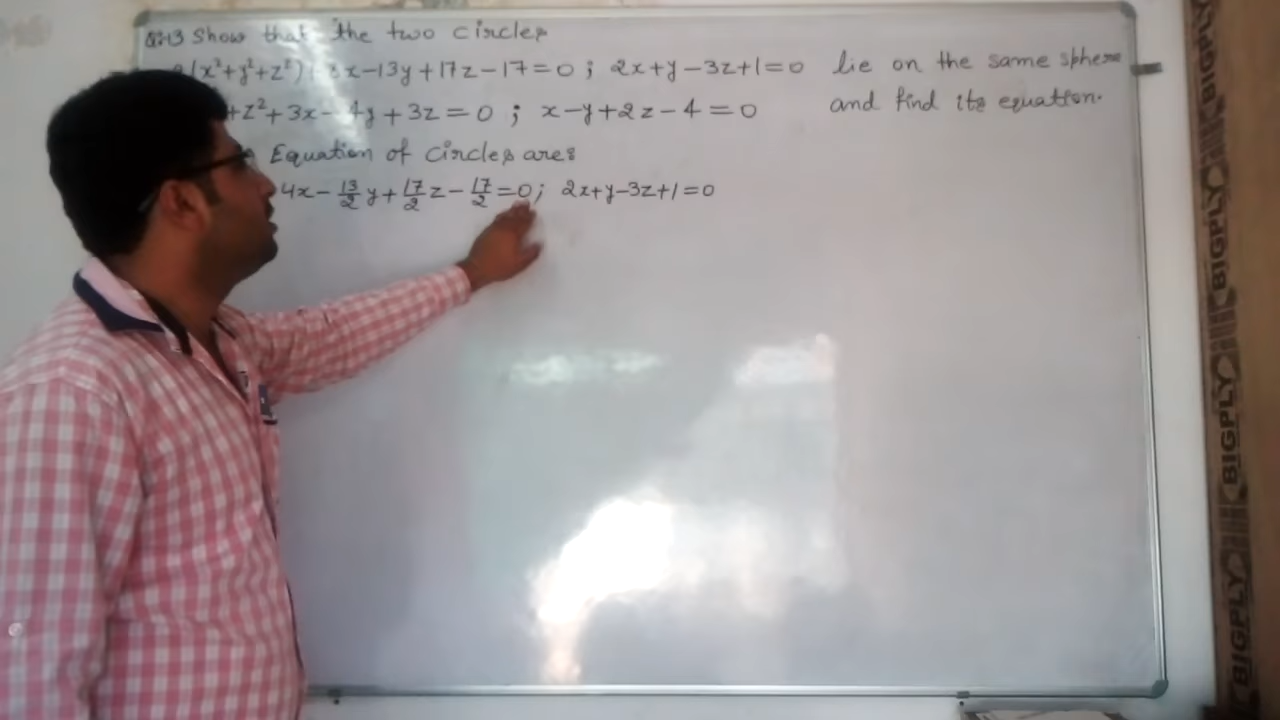 Q:13 Show that the two circles
2(x²+y²+z²)+8x-13y+17z-17=0 ; 2x+y-3z+1=0 lie on the same sphere
+z²+3x-4y+3z=0 ; x-y+2z-4=0 and find its equation.
Equation of circles are:
4x-13/2 y+17/2 z-17/2=0; 2x+y-3z+1=0
BIGPLY
BIGPLY
BIGPLY
BIGPLY